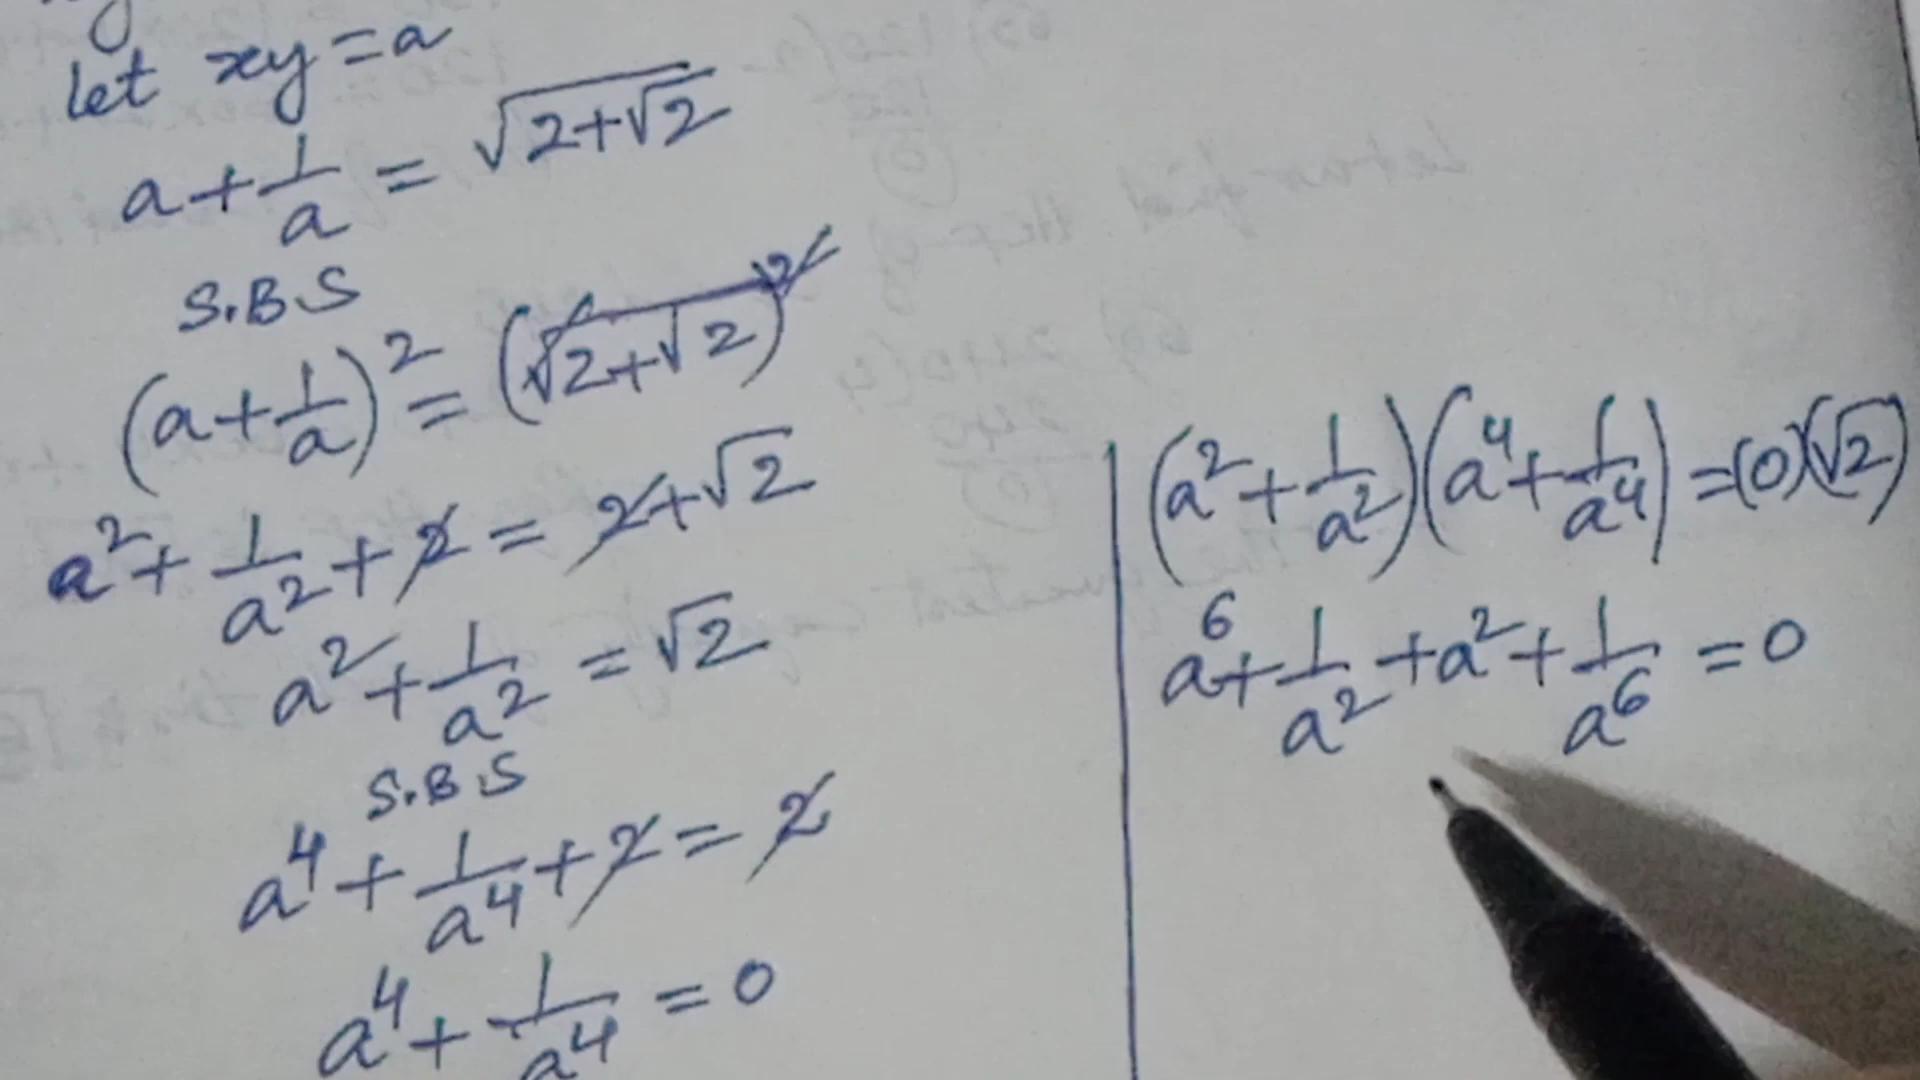 let xy = a
a + 1/a = √(2+√2)
S.B.S
(a + 1/a)² = (√(2+√2))²
a² + 1/a² + 2 = 2 + √2
a² + 1/a² = √2
S.B.S
a⁴ + 1/a⁴ + 2 = 2
a⁴ + 1/a⁴ = 0
(a² + 1/a²)(a⁴ + 1/a⁴) = (0)(√2)
a⁶ + 1/a² + a² + 1/a⁶ = 0